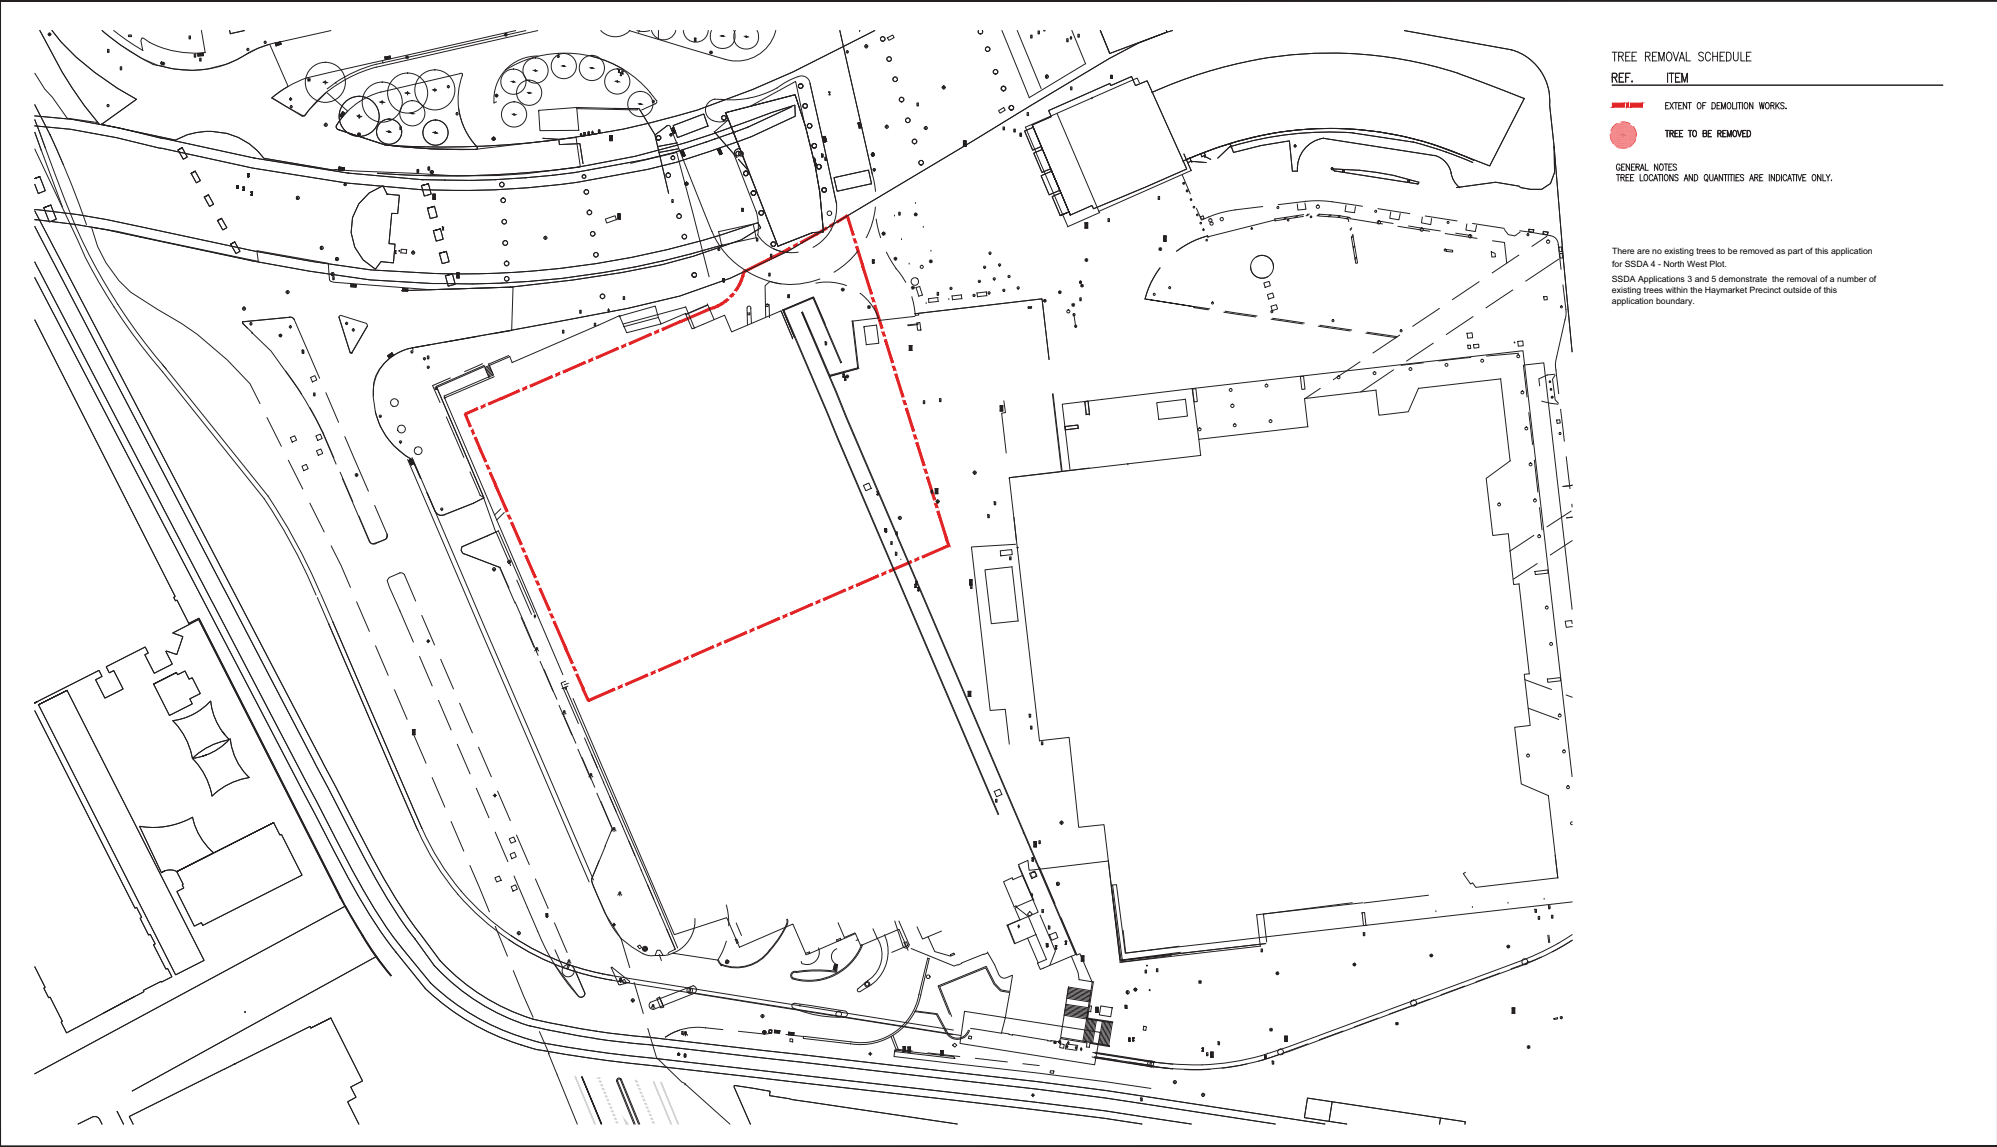 TREE REMOVAL SCHEDULE
REF. ITEM
EXTENT OF DEMOLITION WORKS.
TREE TO BE REMOVED
GENERAL NOTES
TREE LOCATIONS AND QUANTITIES ARE INDICATIVE ONLY.
There are no existing trees to be removed as part of this application
for SSDA 4 - North West Plot.
SSDA Applications 3 and 5 demonstrate the removal of a number of
existing trees within the Haymarket Precinct outside of this
application boundary.